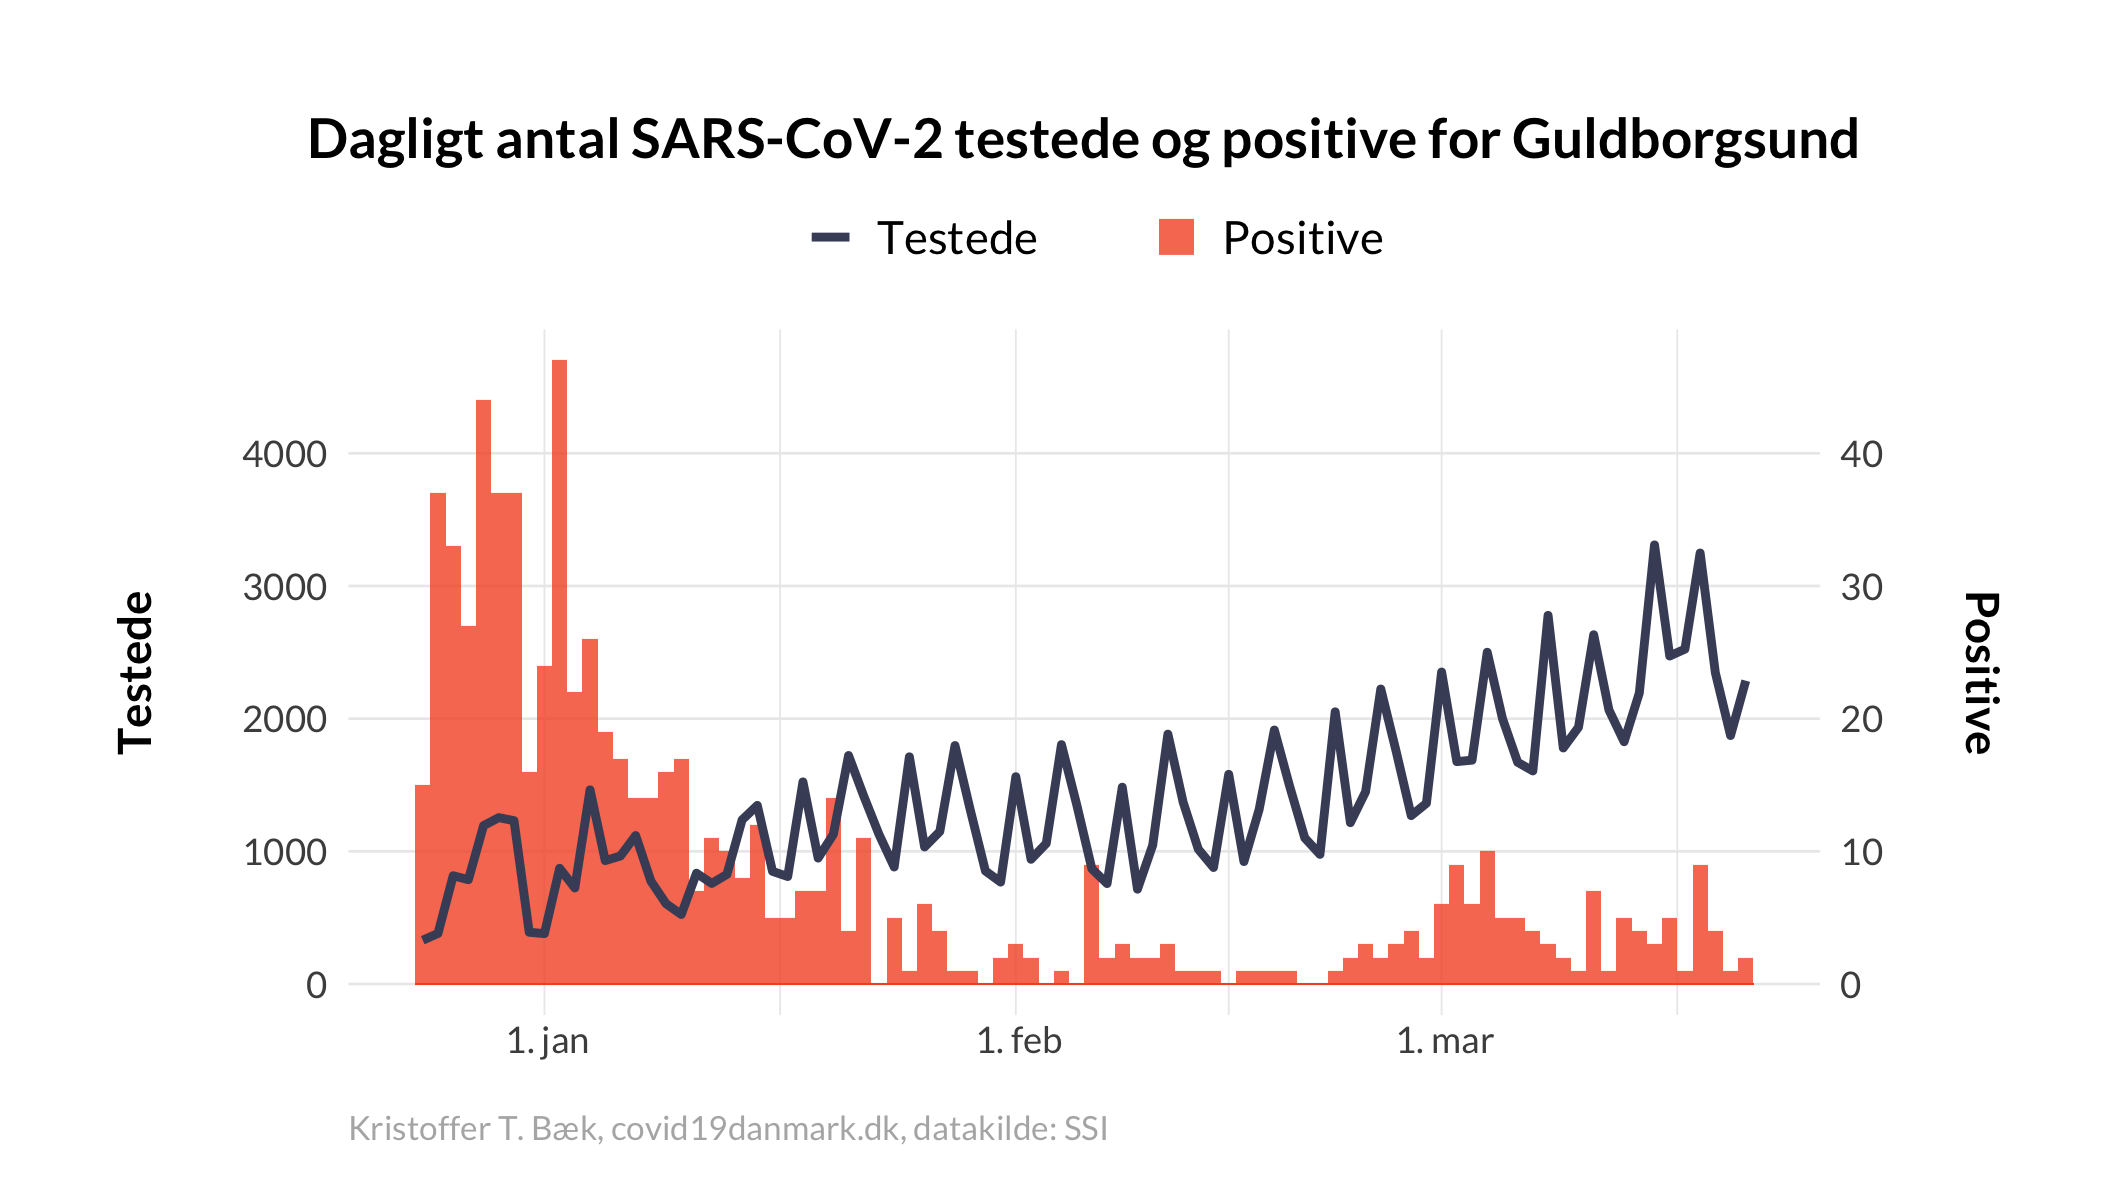 Dagligt antal SARS-CoV-2 testede og positive for Guldborgsund
Testede
Positive
Testede
4000
3000
2000
1000
0
40
30
20
10
0
Positive
1. jan
1. feb
1. mar
Kristoffer T. Bæk, covid19danmark.dk, datakilde: SSI